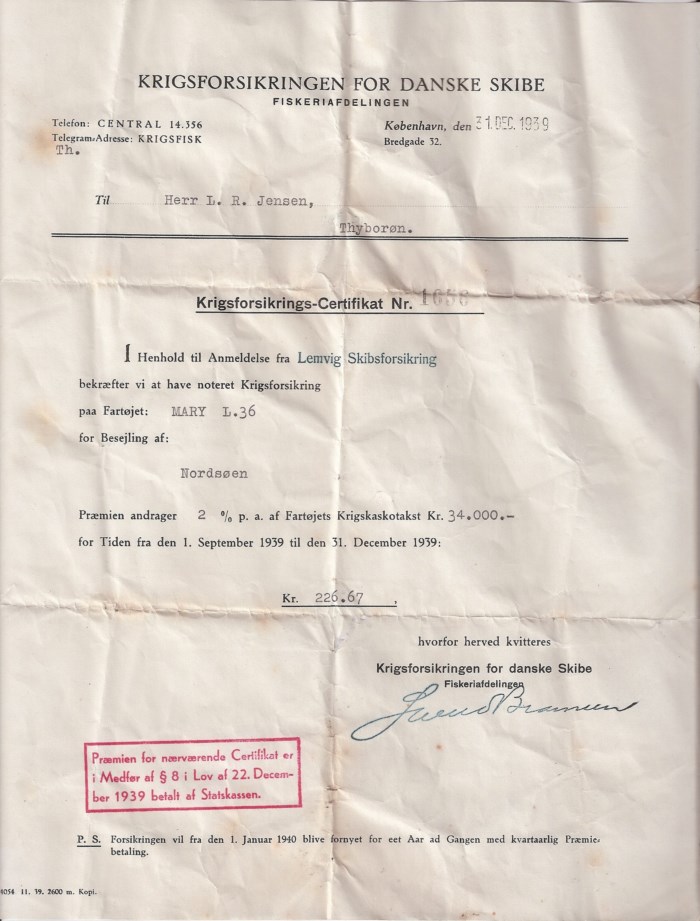 KRIGSFORSIKRINGEN FOR DANSKE SKIBE
FISKERIAFDELINGEN
Telefon: CENTRAL 14.356
Telegram-Adresse: KRIGSFISK
Th.
København, den 31 DEC. 1939
Bredgade 32.
Til Herr L. R. Jensen,
Thyborøn.
Krigsforsikrings-Certifikat Nr. 1658
I Henhold til Anmeldelse fra Lemvig Skibsforsikring
bekræfter vi at have noteret Krigsforsikring
paa Fartøjet: MARY L.36
for Besejling af:
Nordsøen
Præmien andrager 2 % p. a. af Fartøjets Krigskaskotakst Kr. 34.000.-
for Tiden fra den 1. September 1939 til den 31. December 1939:
Kr. 226.67 ,
hvorfor herved kvitteres
Krigsforsikringen for danske Skibe
Fiskeriafdelingen
Præmien for nærværende Certifikat er
i Medfør af § 8 i Lov af 22. Decem-
ber 1939 betalt af Statskassen.
P. S. Forsikringen vil fra den 1. Januar 1940 blive fornyet for eet Aar ad Gangen med kvartaarlig Præmie-
betaling.
4054 11. 39. 2600 m. Kopi.